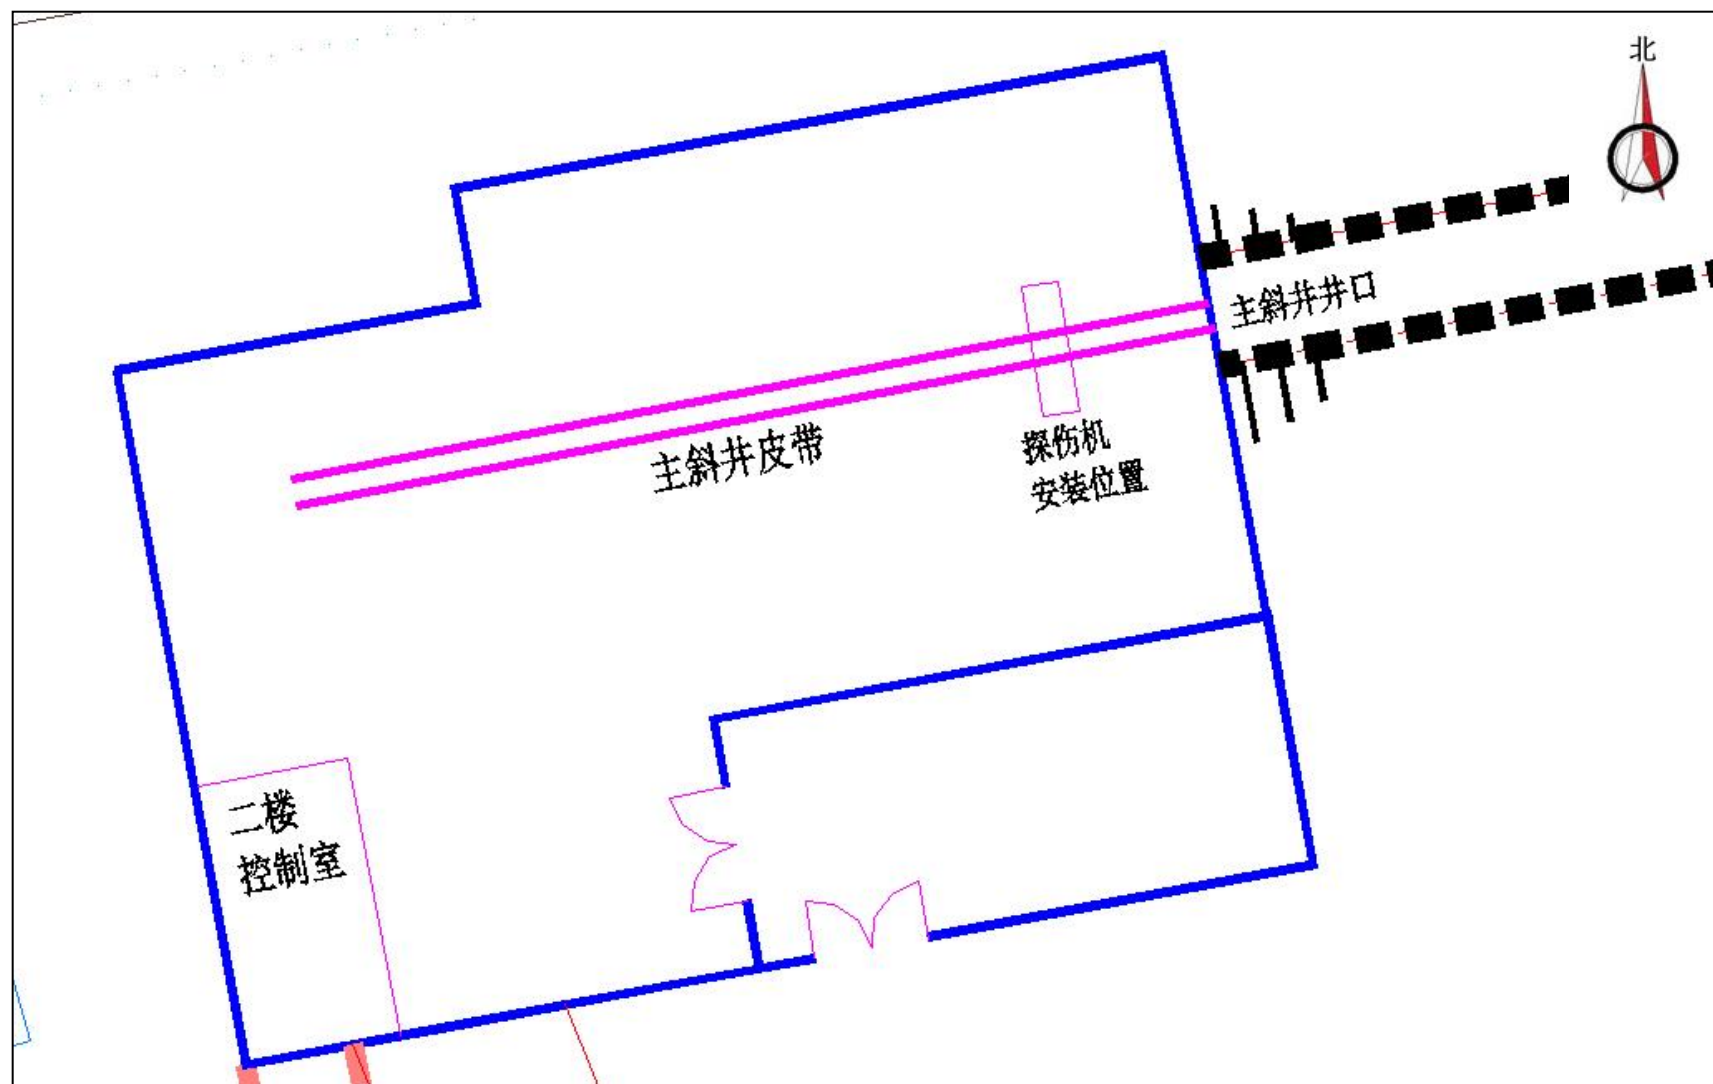 北
主斜井井口
主斜井皮带
探伤机
安装位置
二楼
控制室